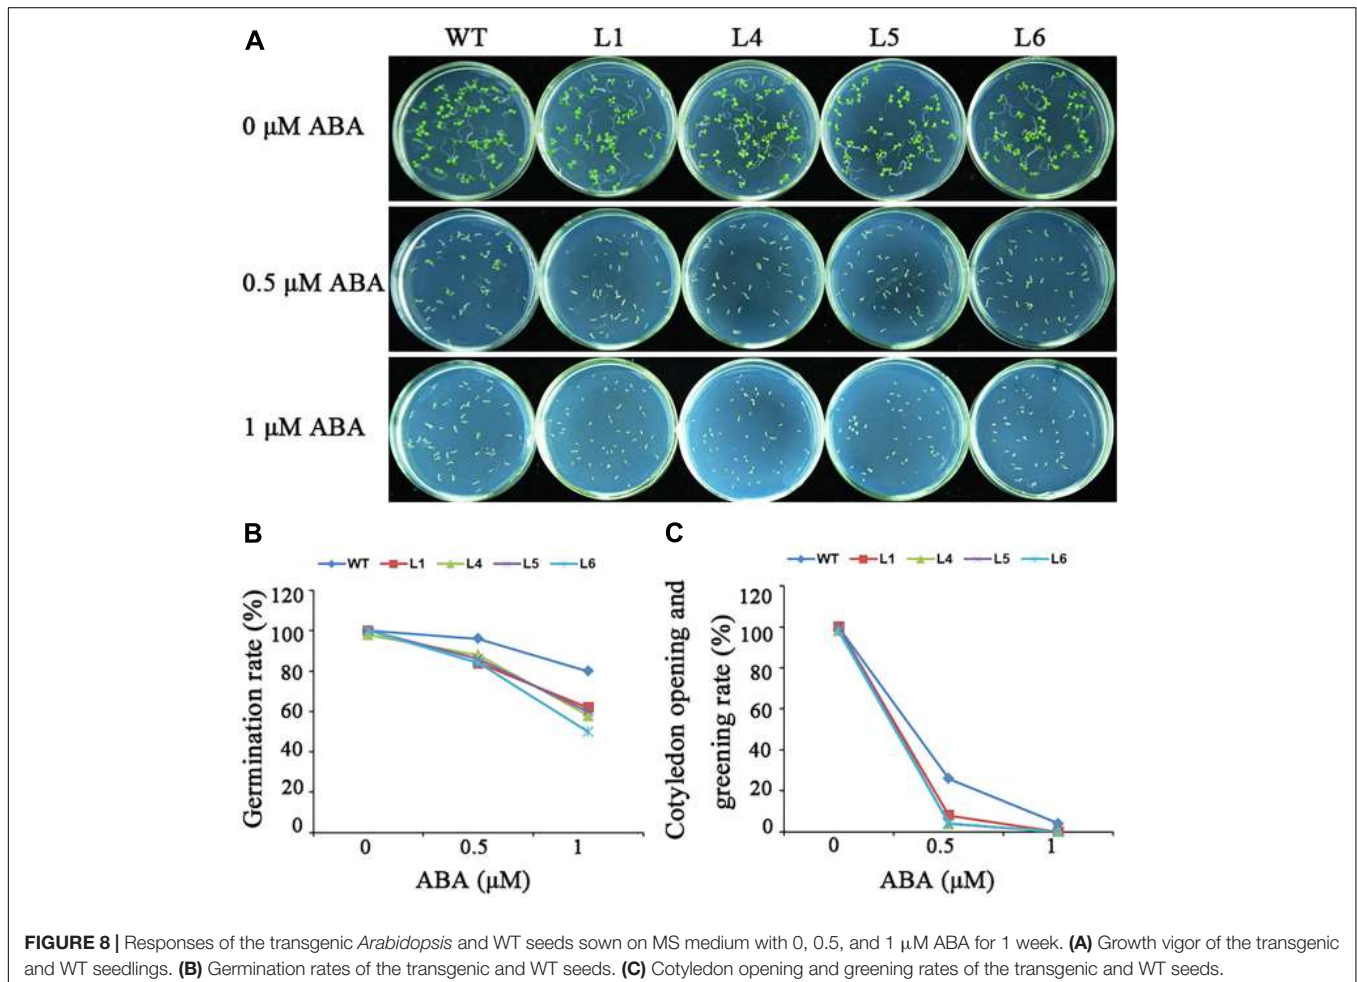 A
WT L1 L4 L5 L6
0 μM ABA
0.5 μM ABA
1 μM ABA
B
WT L1 L4 L5 L6
Germination rate (%)
120
100
80
60
40
20
0
0 0.5 1
ABA (μM)
C
WT L1 L4 L5 L6
Cotyledon opening and
greening rate (%)
120
100
80
60
40
20
0
0 0.5 1
ABA (μM)
FIGURE 8 | Responses of the transgenic Arabidopsis and WT seeds sown on MS medium with 0, 0.5, and 1 μM ABA for 1 week. (A) Growth vigor of the transgenic
and WT seedlings. (B) Germination rates of the transgenic and WT seeds. (C) Cotyledon opening and greening rates of the transgenic and WT seeds.